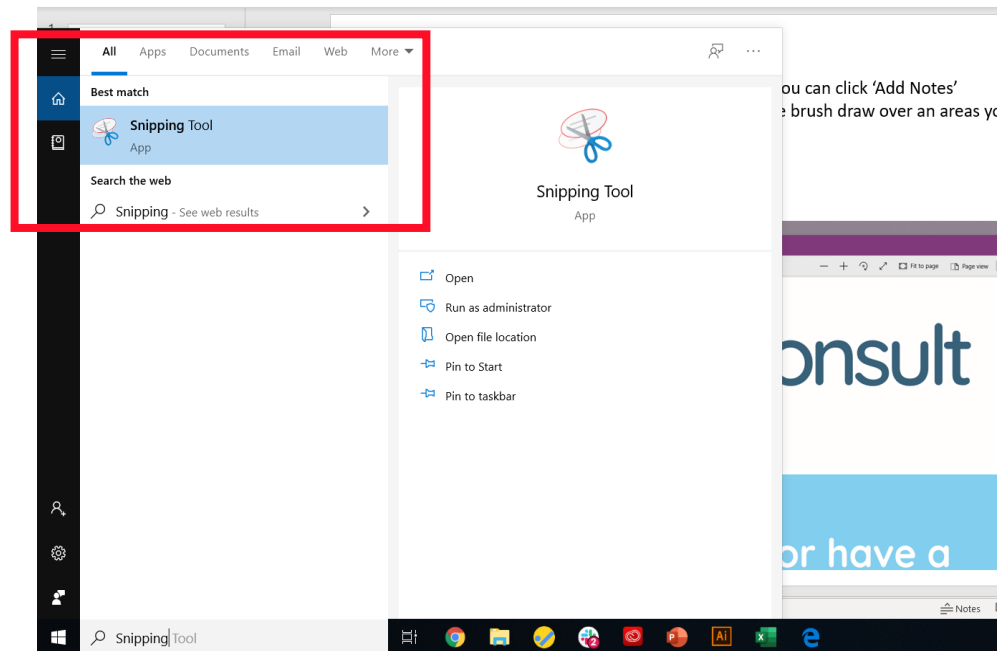 All Apps Documents Email Web More
Best match
Snipping Tool
App
Search the web
Snipping - See web results
Snipping Tool
App
Open
Run as administrator
Open file location
Pin to Start
Pin to taskbar
ou can click ‘Add Notes’
brush draw over an areas
Fit to page Page view
onsult
or have a
Notes
Snipping Tool